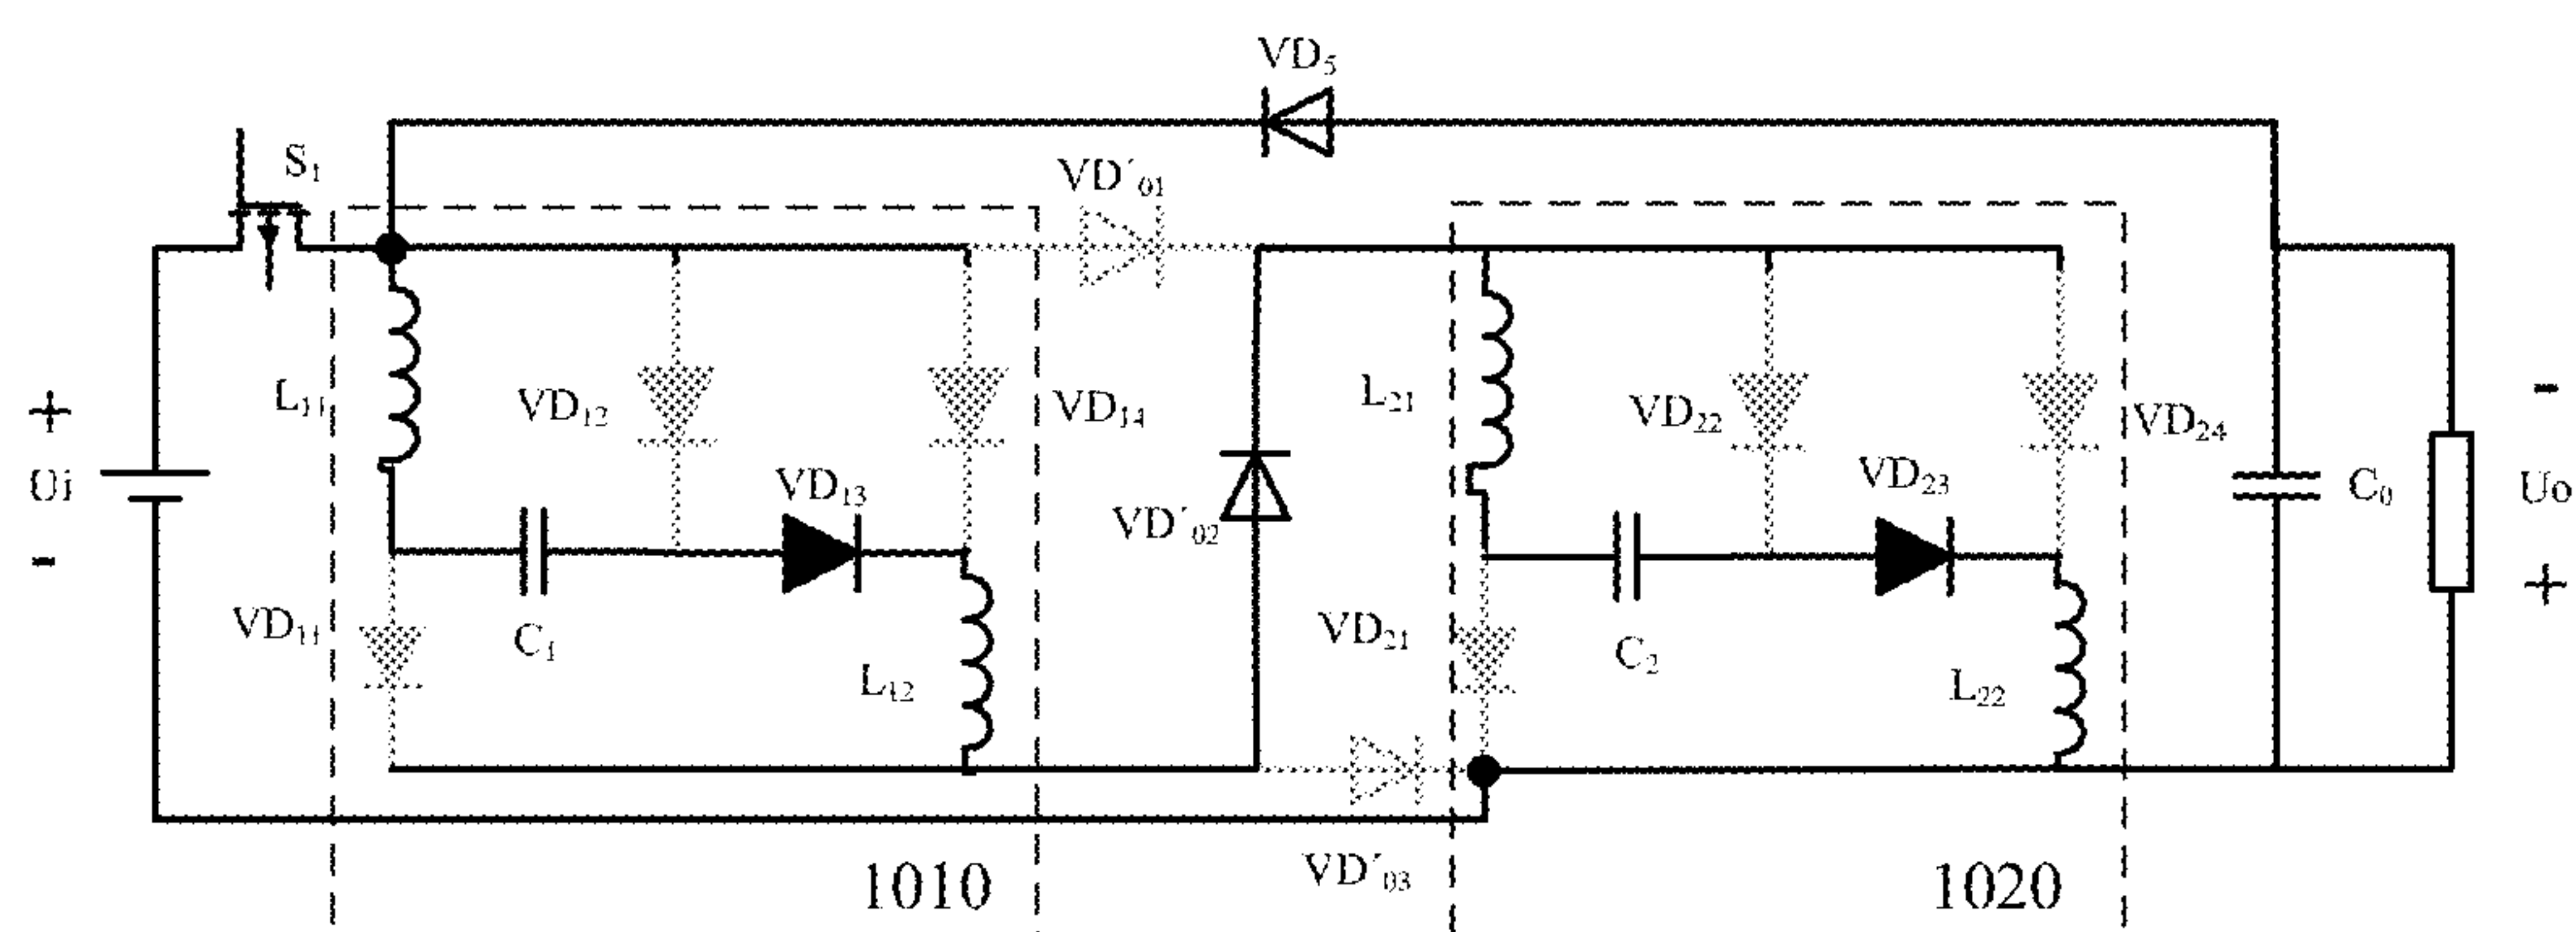 VD₅
S₁
VD´₀₁
L₁₁
VD₁₂
VD₁₄
L₂₁
VD₂₂
VD₂₄
+
Ui
-
VD₁₃
VD´₀₂
VD₂₃
C₀
-
Uo
+
VD₁₁
C₁
L₁₂
VD₂₁
C₂
L₂₂
VD´₀₃
1010
1020